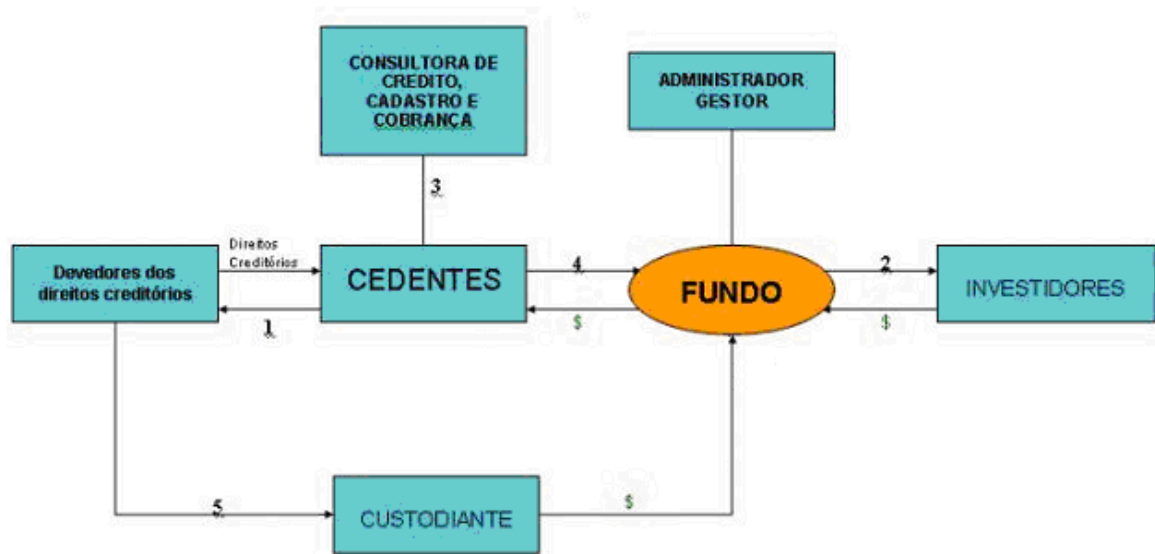 CONSULTORA DE
CREDITO,
CADASTRO E
COBRANÇA
ADMINISTRADOR
GESTOR
3
Devedores dos
direitos creditórios
Direitos
Creditórios
1
CEDENTES
4
$
FUNDO
2
$
INVESTIDORES
5
CUSTODIANTE
$